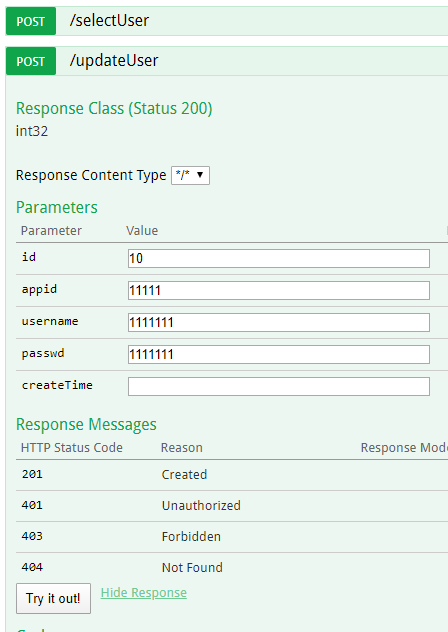 POST /selectUser
POST /updateUser
Response Class (Status 200)
int32
Response Content Type */*
Parameters
Parameter Value
id 10
appid 11111
username 1111111
passwd 1111111
createTime
Response Messages
HTTP Status Code Reason Response Mode
201 Created
401 Unauthorized
403 Forbidden
404 Not Found
Try it out! Hide Response